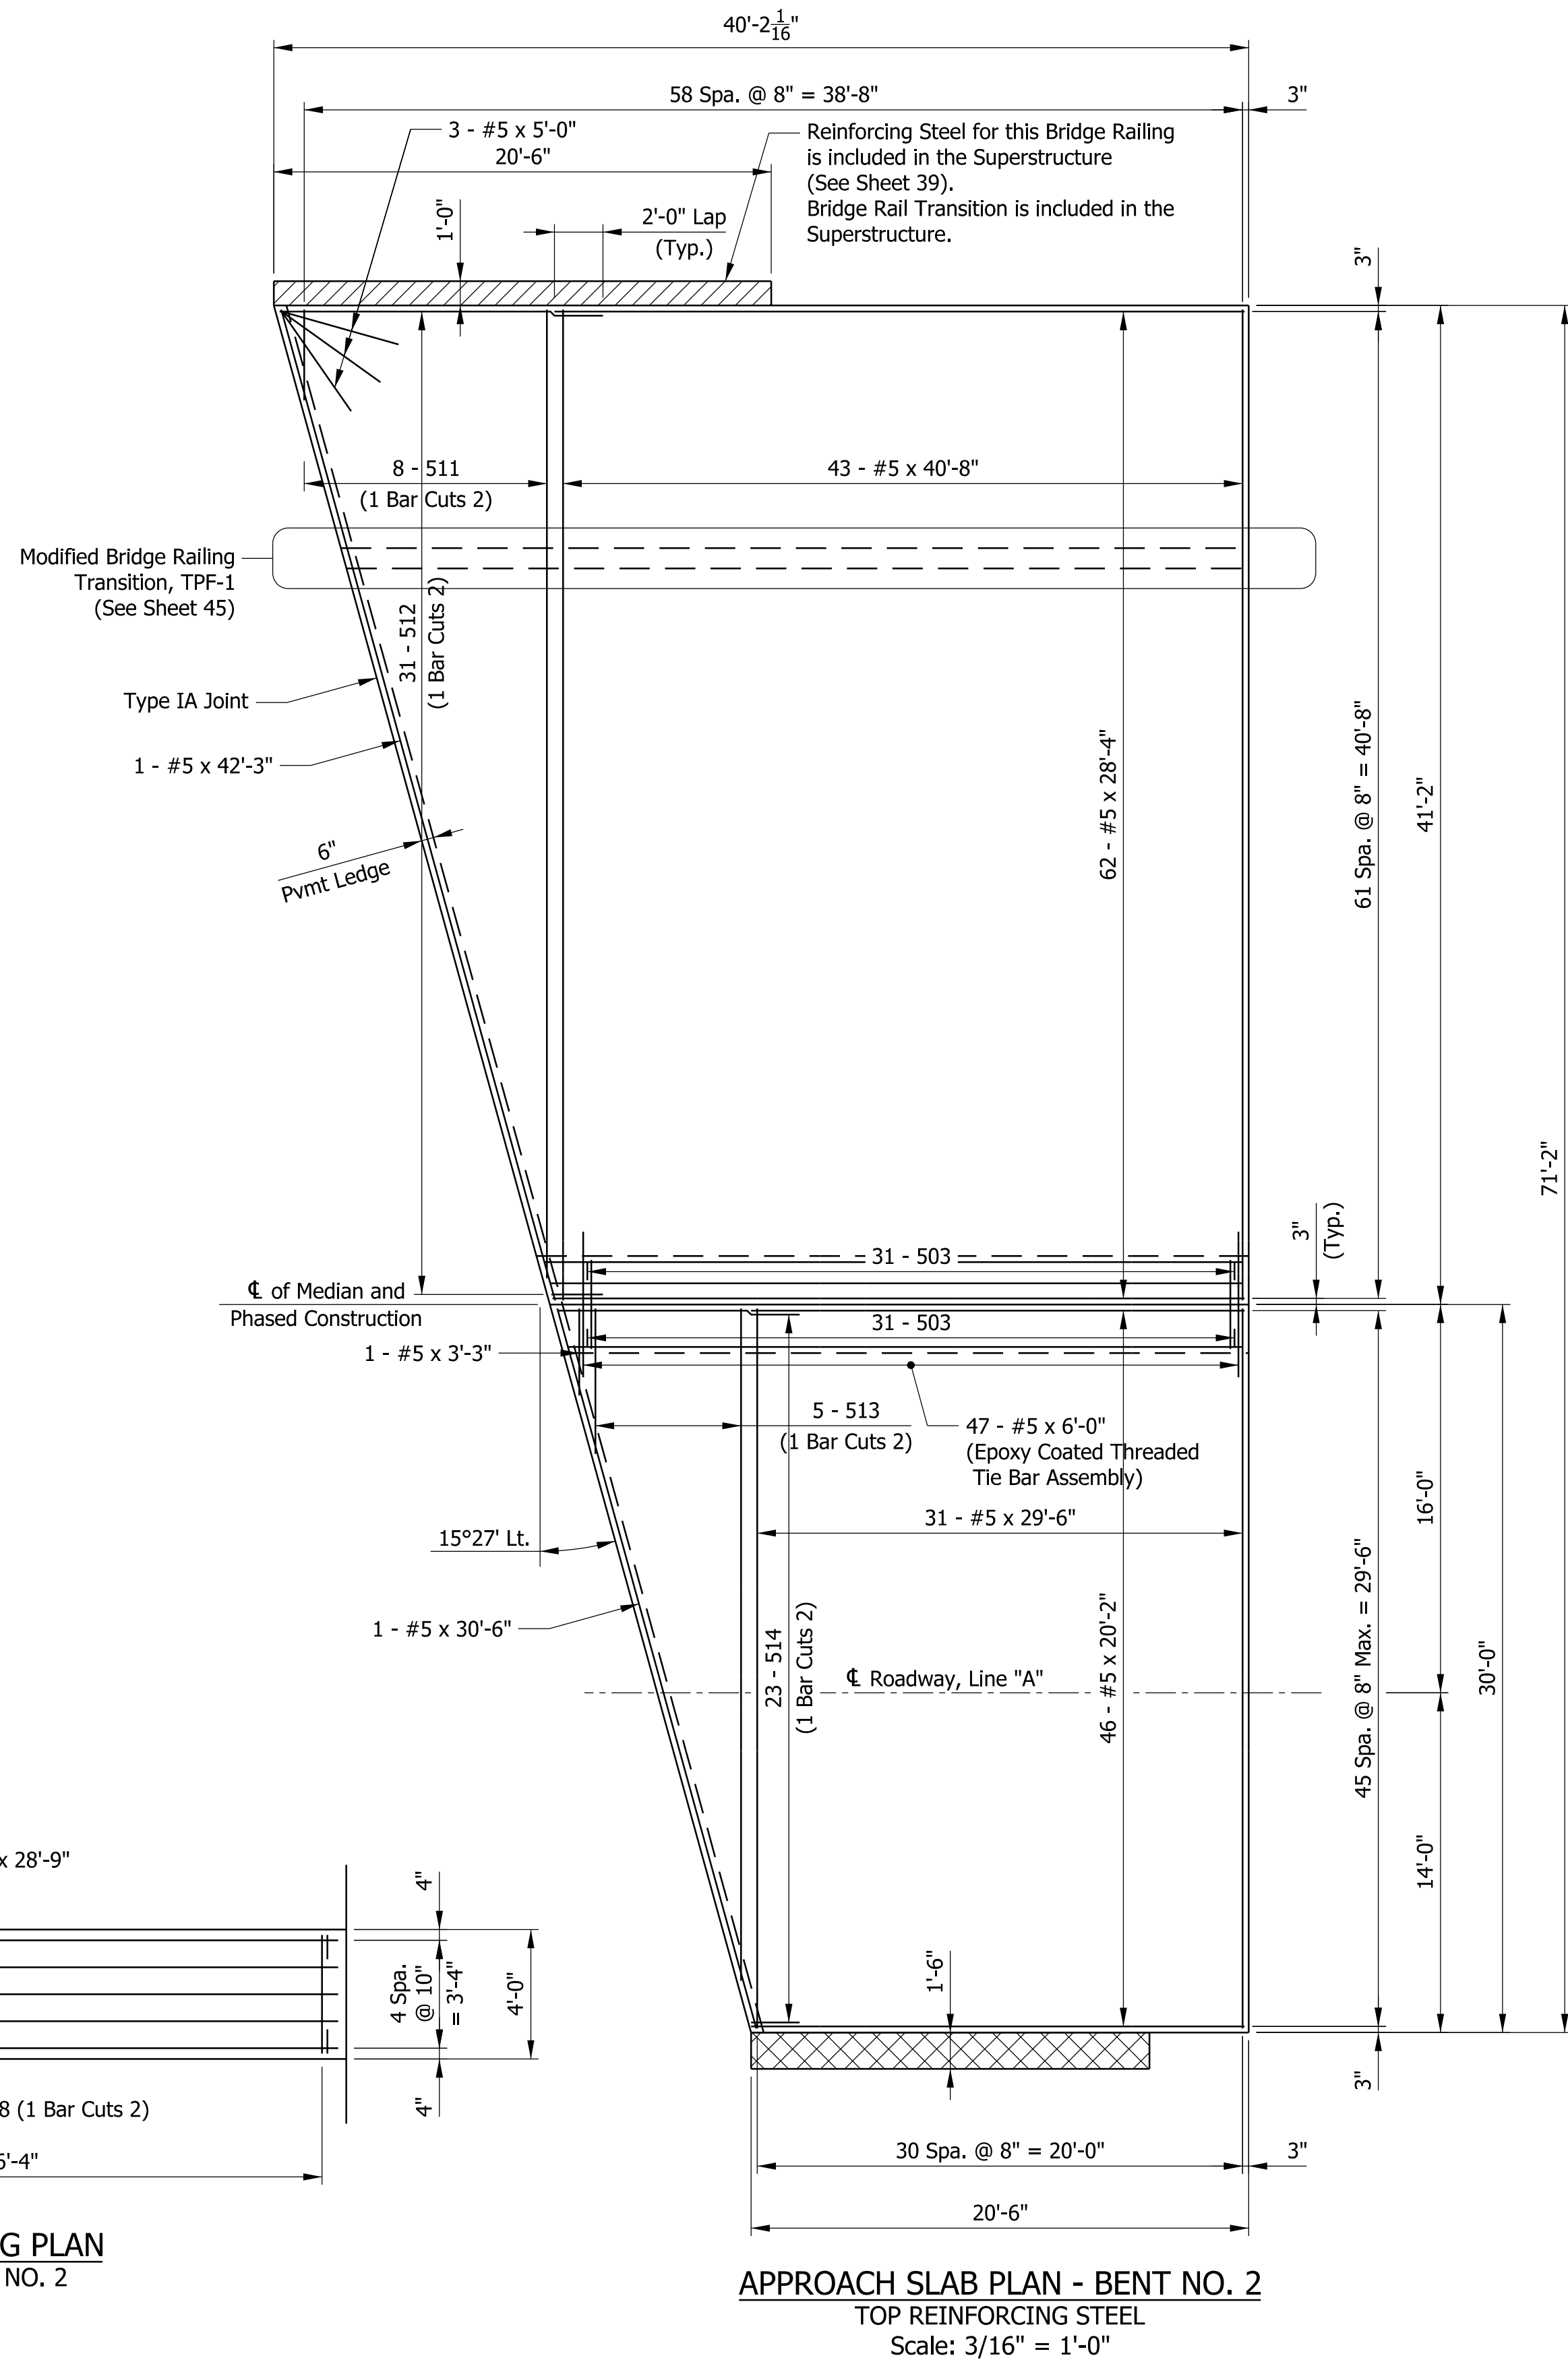 40'-2 1/16"
58 Spa. @ 8" = 38'-8"
3"
3 - #5 x 5'-0"
20'-6"
Reinforcing Steel for this Bridge Railing
is included in the Superstructure
(See Sheet 39).
Bridge Rail Transition is included in the
Superstructure.
1'-0"
2'-0" Lap
(Typ.)
3"
8 - 511
(1 Bar Cuts 2)
43 - #5 x 40'-8"
Modified Bridge Railing
Transition, TPF-1
(See Sheet 45)
31 - 512
(1 Bar Cuts 2)
Type IA Joint
1 - #5 x 42'-3"
62 - #5 x 28'-4"
61 Spa. @ 8" = 40'-8"
41'-2"
6"
Pvmt Ledge
71'-2"
3"
(Typ.)
31 - 503
℄ of Median and
Phased Construction
31 - 503
1 - #5 x 3'-3"
5 - 513
(1 Bar Cuts 2)
47 - #5 x 6'-0"
(Epoxy Coated Threaded
Tie Bar Assembly)
16'-0"
31 - #5 x 29'-6"
15°27' Lt.
1 - #5 x 30'-6"
23 - 514
(1 Bar Cuts 2)
46 - #5 x 20'-2"
45 Spa. @ 8" Max. = 29'-6"
30'-0"
℄ Roadway, Line "A"
14'-0"
x 28'-9"
4"
4 Spa.
@ 10"
= 3'-4"
4'-0"
1'-6"
4"
3"
8 (1 Bar Cuts 2)
6'-4"
30 Spa. @ 8" = 20'-0"
3"
20'-6"
G PLAN
NO. 2
APPROACH SLAB PLAN - BENT NO. 2
TOP REINFORCING STEEL
Scale: 3/16" = 1'-0"